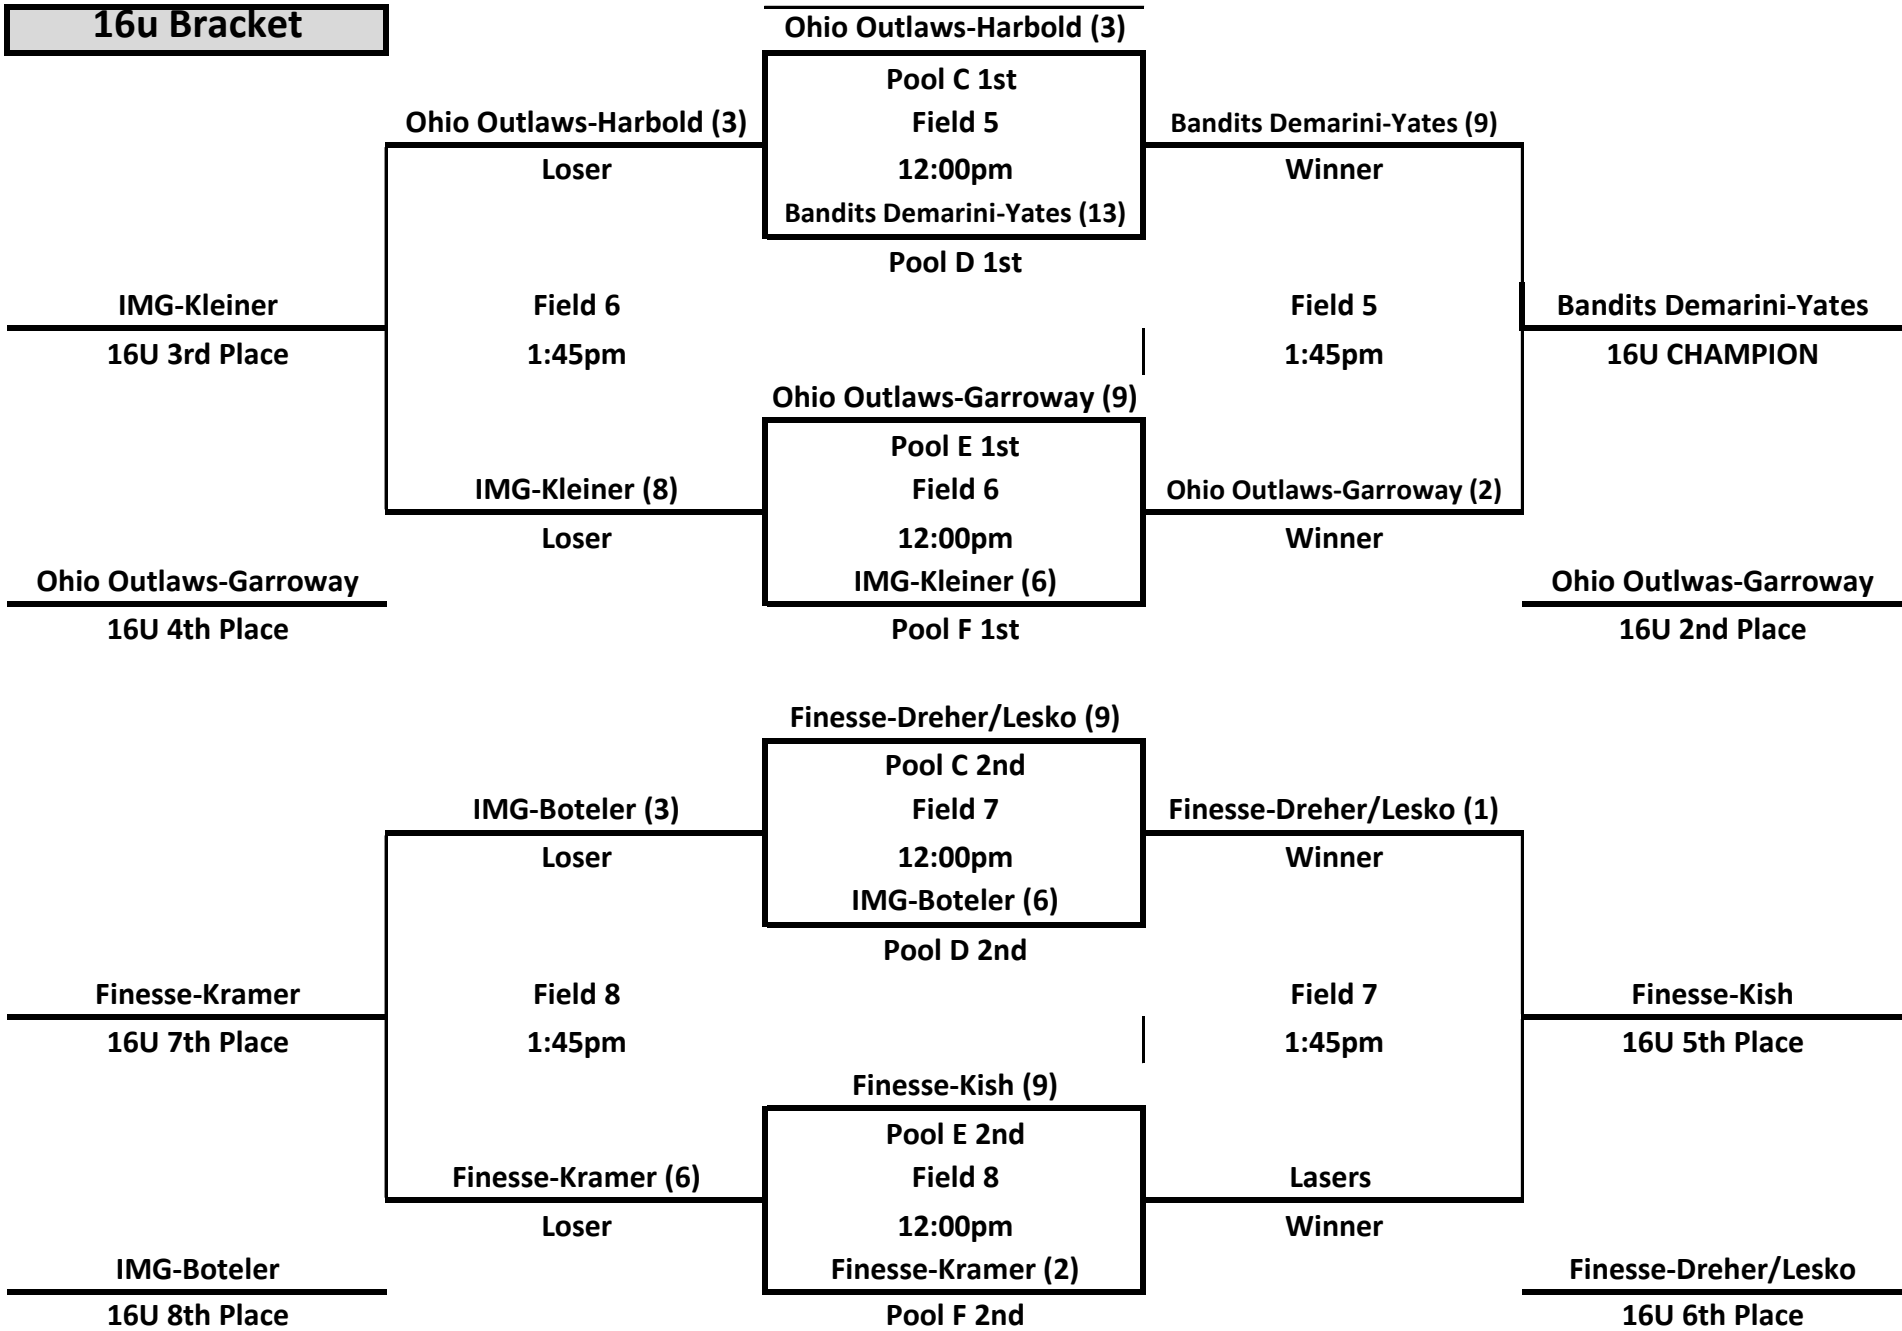 16u Bracket
Ohio Outlaws-Harbold (3)
Pool C 1st
Ohio Outlaws-Harbold (3)
Field 5
Bandits Demarini-Yates (9)
Loser
12:00pm
Winner
Bandits Demarini-Yates (13)
Pool D 1st
IMG-Kleiner
Field 6
Field 5
Bandits Demarini-Yates
16U 3rd Place
1:45pm
1:45pm
16U CHAMPION
Ohio Outlaws-Garroway (9)
Pool E 1st
IMG-Kleiner (8)
Field 6
Ohio Outlaws-Garroway (2)
Loser
12:00pm
Winner
Ohio Outlaws-Garroway
IMG-Kleiner (6)
Ohio Outlwas-Garroway
16U 4th Place
Pool F 1st
16U 2nd Place
Finesse-Dreher/Lesko (9)
Pool C 2nd
IMG-Boteler (3)
Field 7
Finesse-Dreher/Lesko (1)
Loser
12:00pm
Winner
IMG-Boteler (6)
Pool D 2nd
Finesse-Kramer
Field 8
Field 7
Finesse-Kish
16U 7th Place
1:45pm
1:45pm
16U 5th Place
Finesse-Kish (9)
Pool E 2nd
Finesse-Kramer (6)
Field 8
Lasers
Loser
12:00pm
Winner
IMG-Boteler
Finesse-Kramer (2)
Finesse-Dreher/Lesko
16U 8th Place
Pool F 2nd
16U 6th Place